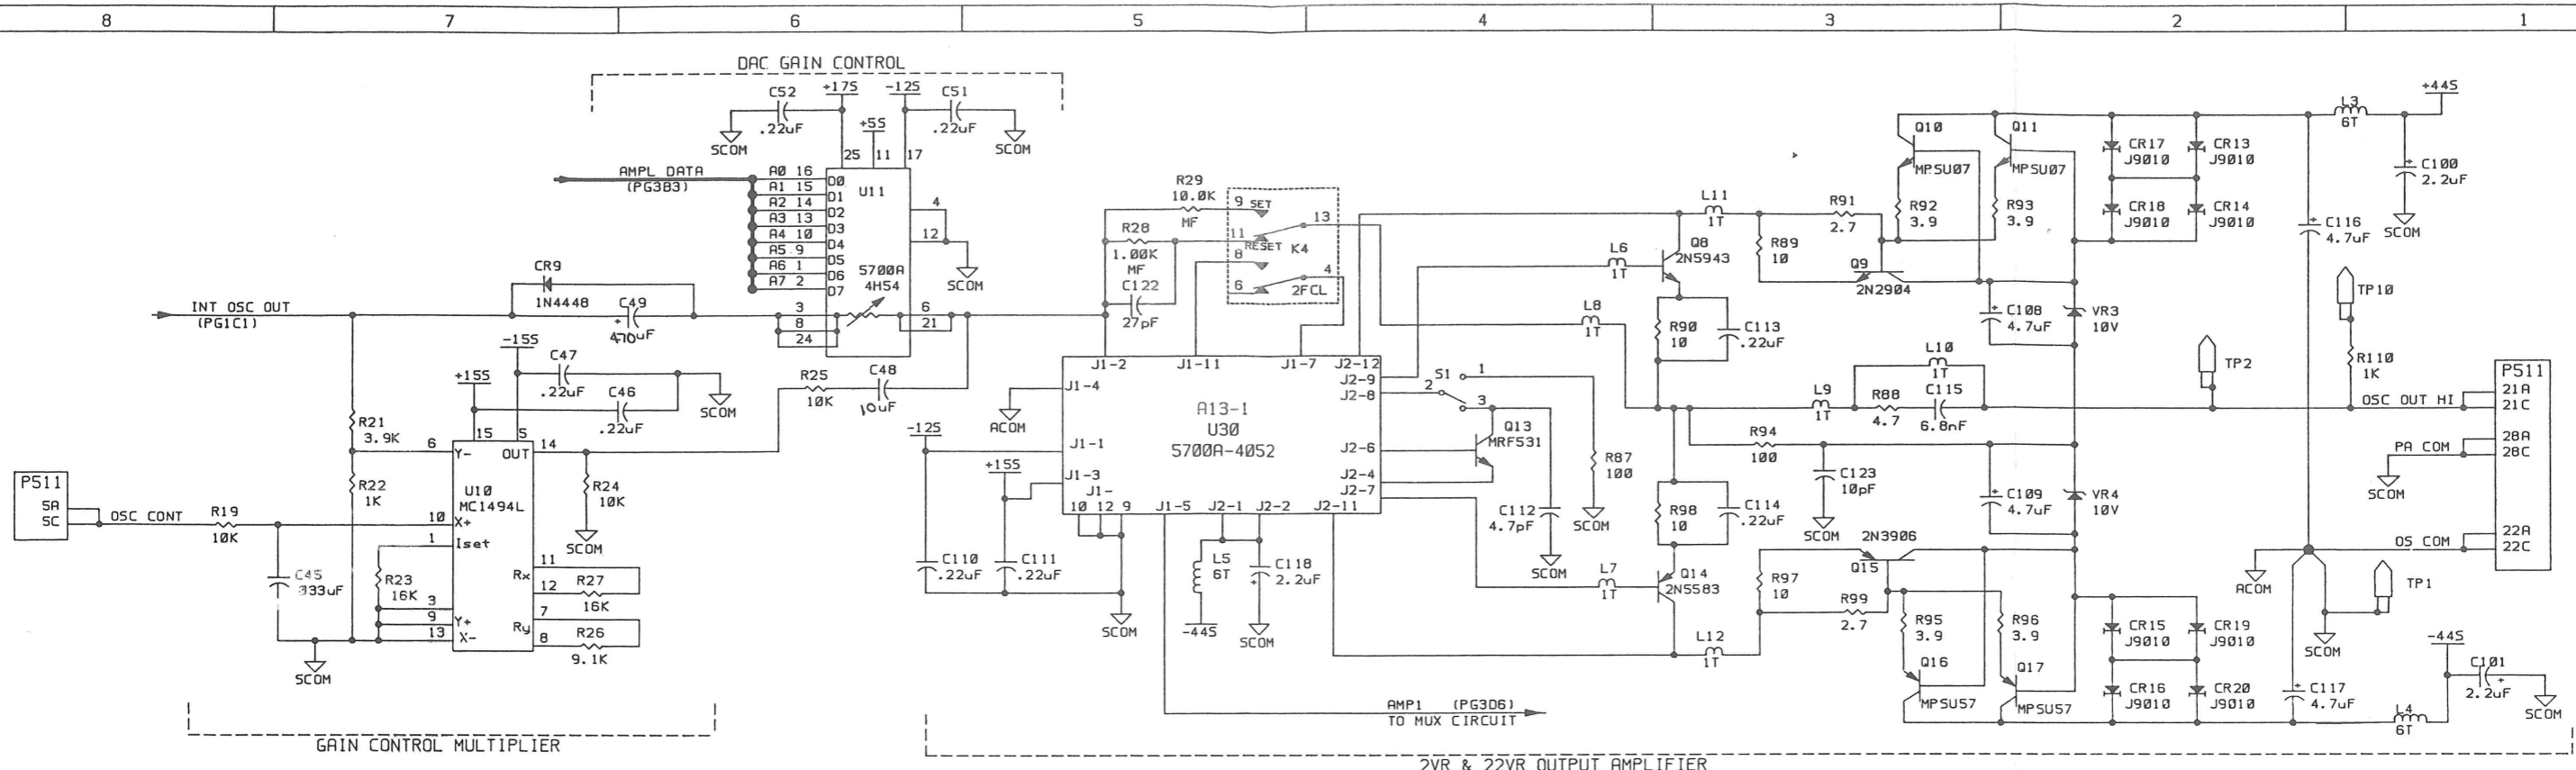 8 7 6 5 4 3 2 1
DAC GAIN CONTROL
C52
.22uF
SCOM
+17S
-12S
C51
.22uF
SCOM
+5S
25 11 17
AMPL DATA
(PG3B3)
A0 16 D0
A1 15 D1
A2 14 D2
A3 13 D3
A4 10 D4
A5 9 D5
A6 1 D6
A7 2 D7
U11
4
12
SCOM
5700A
4H54
3
8
24
6
21
INT OSC OUT
(PG1C1)
CR9
1N4448
C49
+
470uF
-15S
C47
.22uF
+15S
C46
.22uF
SCOM
R25
10K
C48
10uF
R21
3.9K
R22
1K
15 5
6 Y-
OUT 14
U10
MC1494L
10 X+
1 Iset
3
9 Y+
13 X-
Rx 11
12
Ry 7
8
R24
10K
SCOM
R27
16K
R26
9.1K
R23
16K
P511
5A
5C
OSC CONT
R19
10K
C45
.033uF
SCOM
GAIN CONTROL MULTIPLIER
R29
10.0K
MF
R28
1.00K
MF
C122
27pF
9 SET
13
11
RESET K4
8
4
6
2FCL
J1-2
J1-11
J1-7
J2-12
J1-4
J2-9
J2-8
ACOM
A13-1
U30
5700A-4052
-12S
J1-1
J2-6
+15S
J1-3
J2-4
J2-7
J1-
10 12 9
J1-5
J2-1
J2-2
J2-11
C110
.22uF
C111
.22uF
SCOM
L5
6T
-44S
C118
2.2uF
+
SCOM
AMP1 (PG3D6)
TO MUX CIRCUIT
S1 1
2
3
Q13
MRF531
C112
4.7pF
SCOM
R87
100
SCOM
L6
1T
L8
1T
L7
1T
Q8
2N5943
L11
1T
R89
10
R91
2.7
Q9
2N2904
R90
10
C113
.22uF
Q10
MPSU07
R92
3.9
Q11
MPSU07
R93
3.9
CR17
J9010
CR13
J9010
CR18
J9010
CR14
J9010
C108
+
4.7uF
VR3
10V
L10
1T
L9
1T
R88
4.7
C115
6.8nF
R94
100
C123
10pF
SCOM
C109
+
4.7uF
VR4
10V
R98
10
C114
.22uF
Q14
2N5583
L12
1T
R97
10
R99
2.7
2N3906
Q15
R95
3.9
R96
3.9
Q16
MPSU57
Q17
MPSU57
CR15
J9010
CR19
J9010
CR16
J9010
CR20
J9010
L3
6T
+44S
C100
+
2.2uF
SCOM
C116
+
4.7uF
TP10
R110
1K
TP2
P511
OSC OUT HI
21A
21C
PA COM
28A
28C
SCOM
OS COM
22A
22C
ACOM
TP1
SCOM
C117
+
4.7uF
-44S
C101
+
2.2uF
SCOM
L4
6T
2VR & 22VR OUTPUT AMPLIFIER